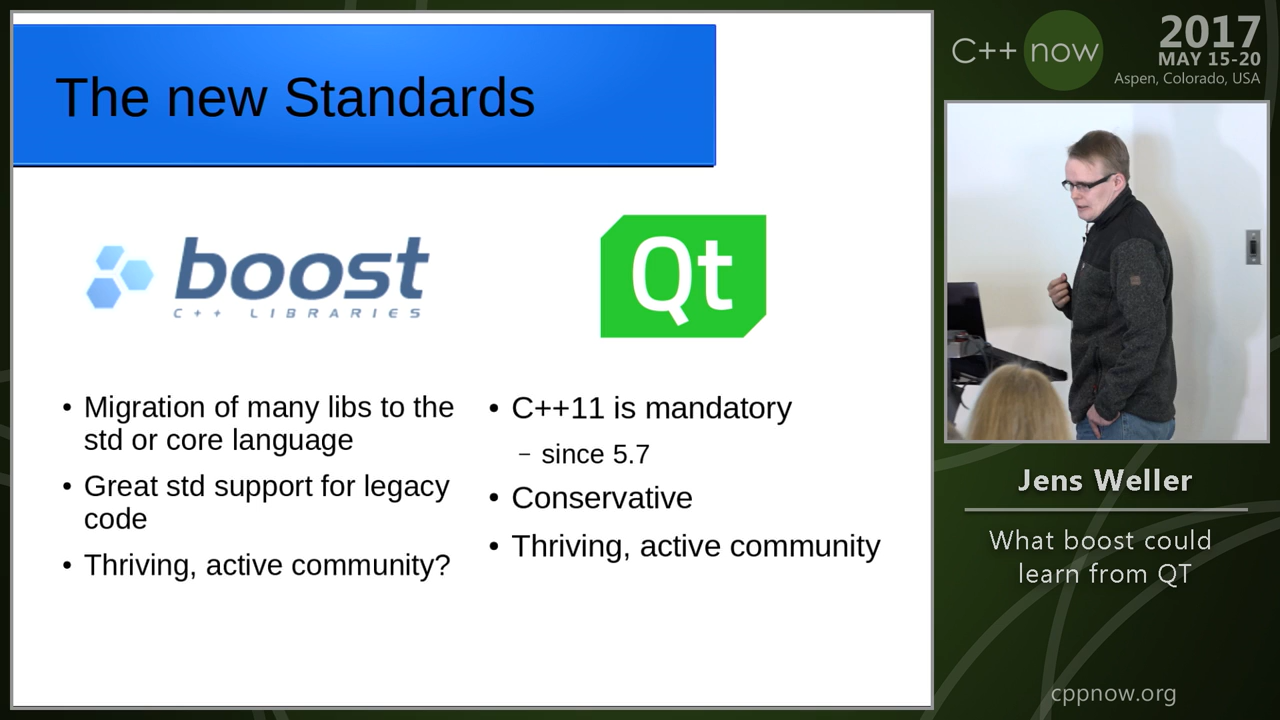 The new Standards
boost
C++ LIBRARIES
Qt
• Migration of many libs to the
std or core language
• Great std support for legacy
code
• Thriving, active community?
• C++11 is mandatory
– since 5.7
• Conservative
• Thriving, active community
C++ now
2017
MAY 15-20
Aspen, Colorado, USA
Jens Weller
What boost could
learn from QT
cppnow.org